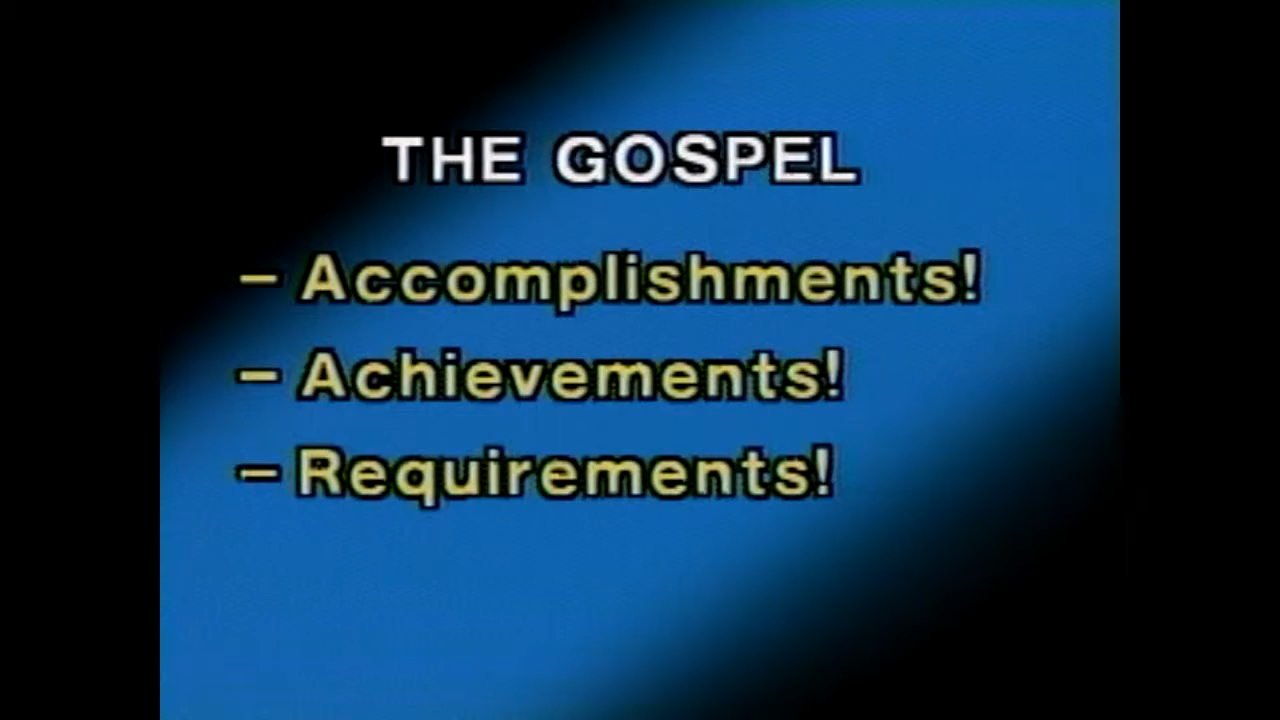 THE GOSPEL
– Accomplishments!
– Achievements!
– Requirements!